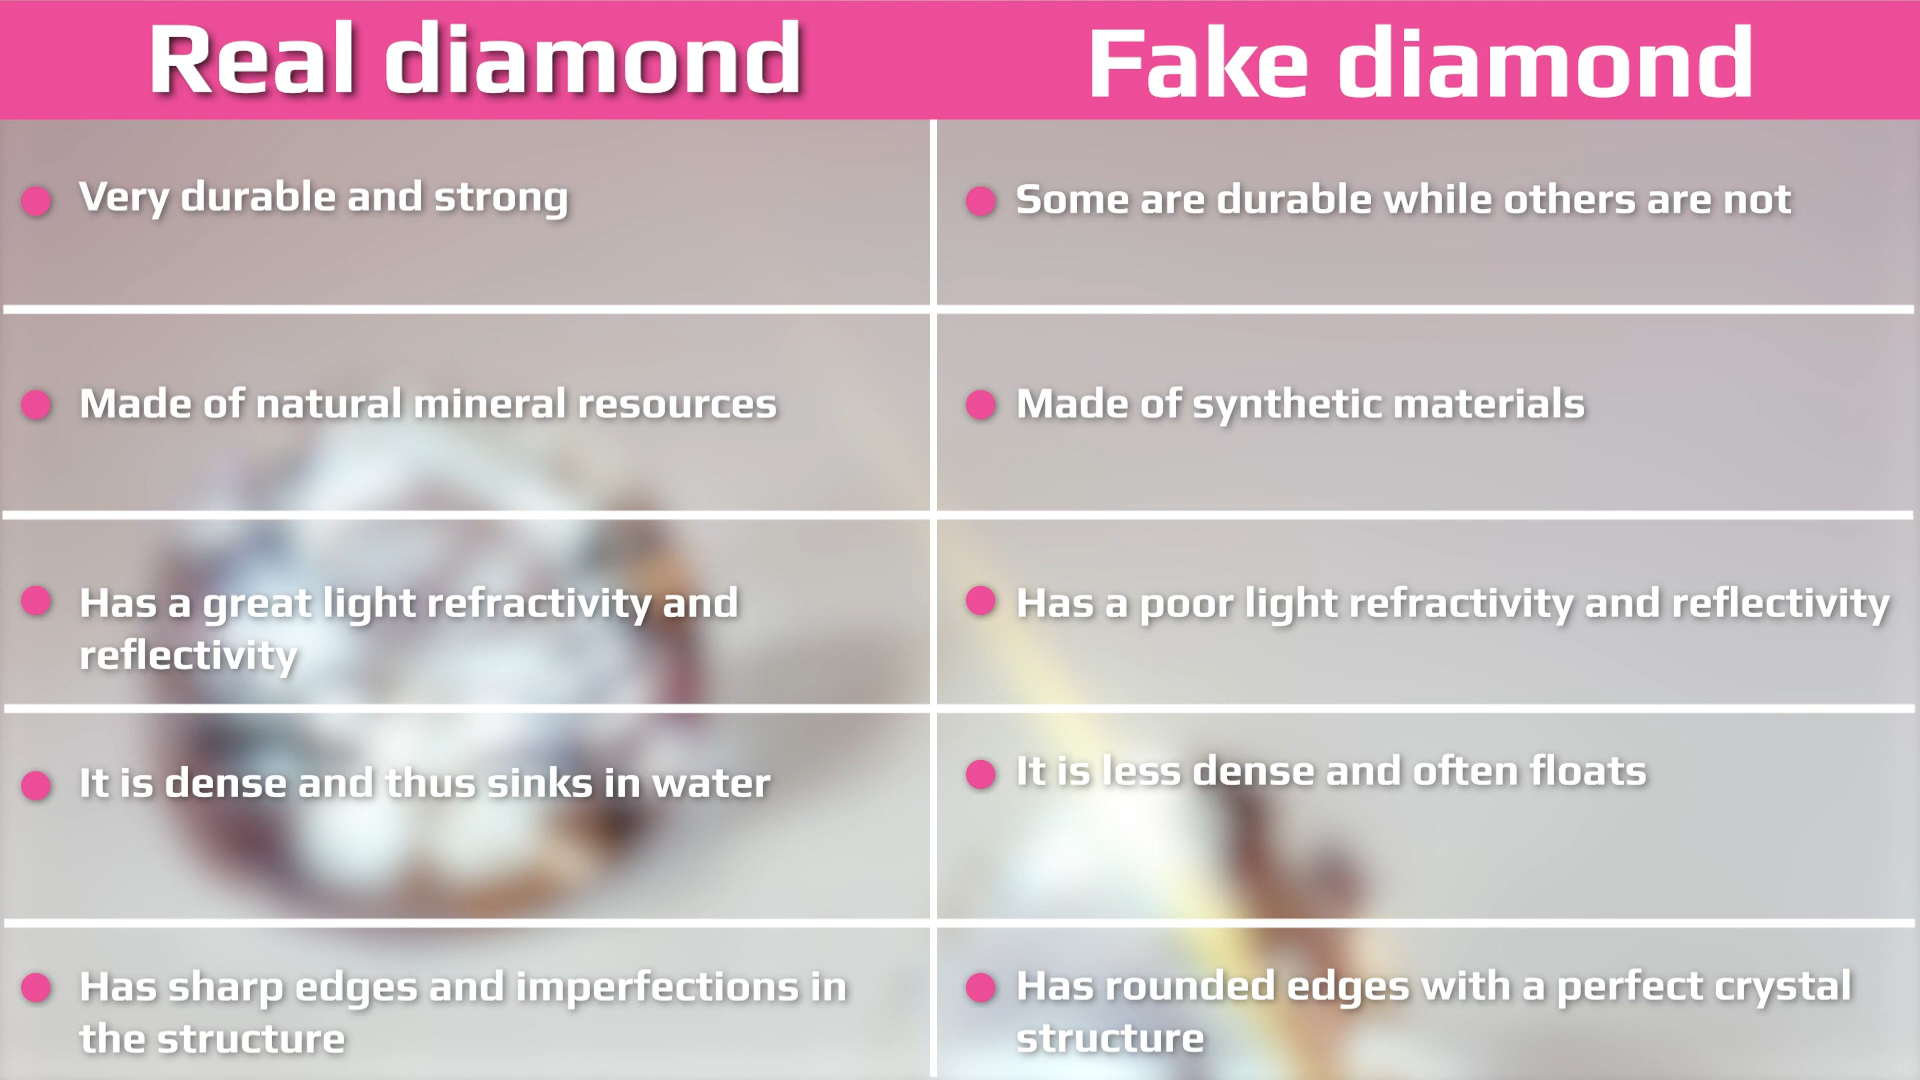 Real diamond
Fake diamond
Very durable and strong
Some are durable while others are not
Made of natural mineral resources
Made of synthetic materials
Has a great light refractivity and
reflectivity
Has a poor light refractivity and reflectivity
It is dense and thus sinks in water
It is less dense and often floats
Has sharp edges and imperfections in
the structure
Has rounded edges with a perfect crystal
structure